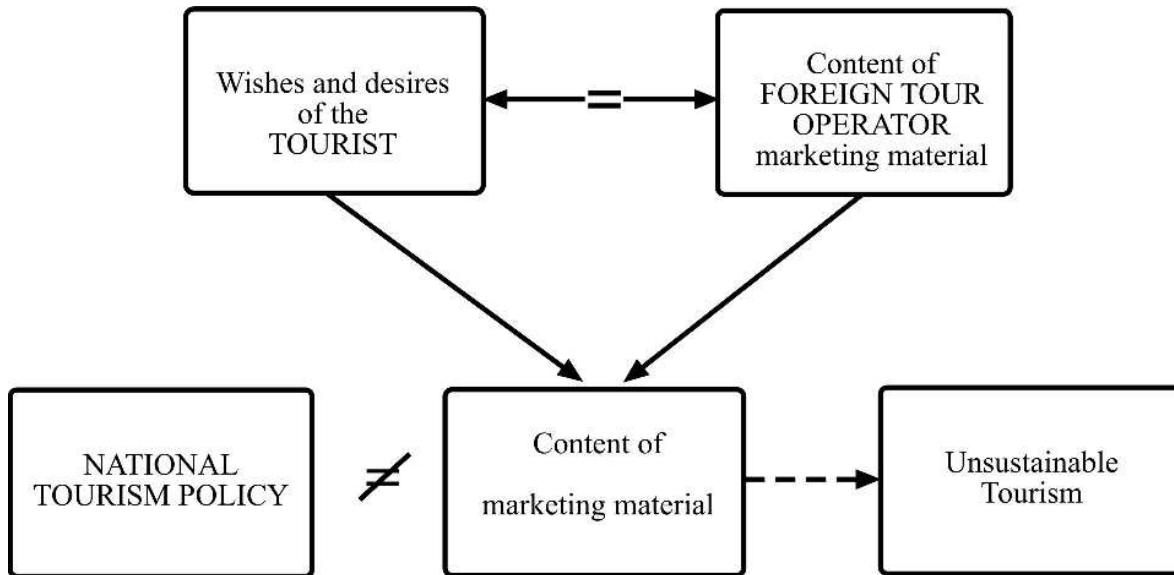 Wishes and desires
of the
TOURIST
=
Content of
FOREIGN TOUR
OPERATOR
marketing material
NATIONAL
TOURISM POLICY
≠
Content of
marketing material
Unsustainable
Tourism